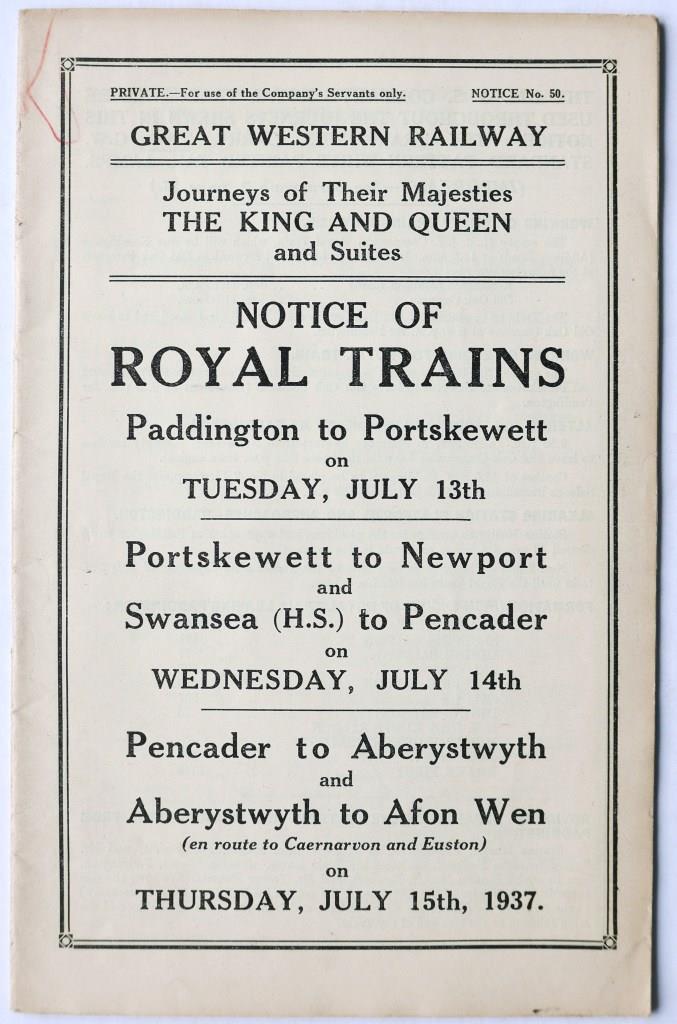 PRIVATE.—For use of the Company's Servants only. NOTICE No. 50.
GREAT WESTERN RAILWAY
Journeys of Their Majesties
THE KING AND QUEEN
and Suites
NOTICE OF
ROYAL TRAINS
Paddington to Portskewett
on
TUESDAY, JULY 13th
Portskewett to Newport
and
Swansea (H.S.) to Pencader
on
WEDNESDAY, JULY 14th
Pencader to Aberystwyth
and
Aberystwyth to Afon Wen
(en route to Caernarvon and Euston)
on
THURSDAY, JULY 15th, 1937.